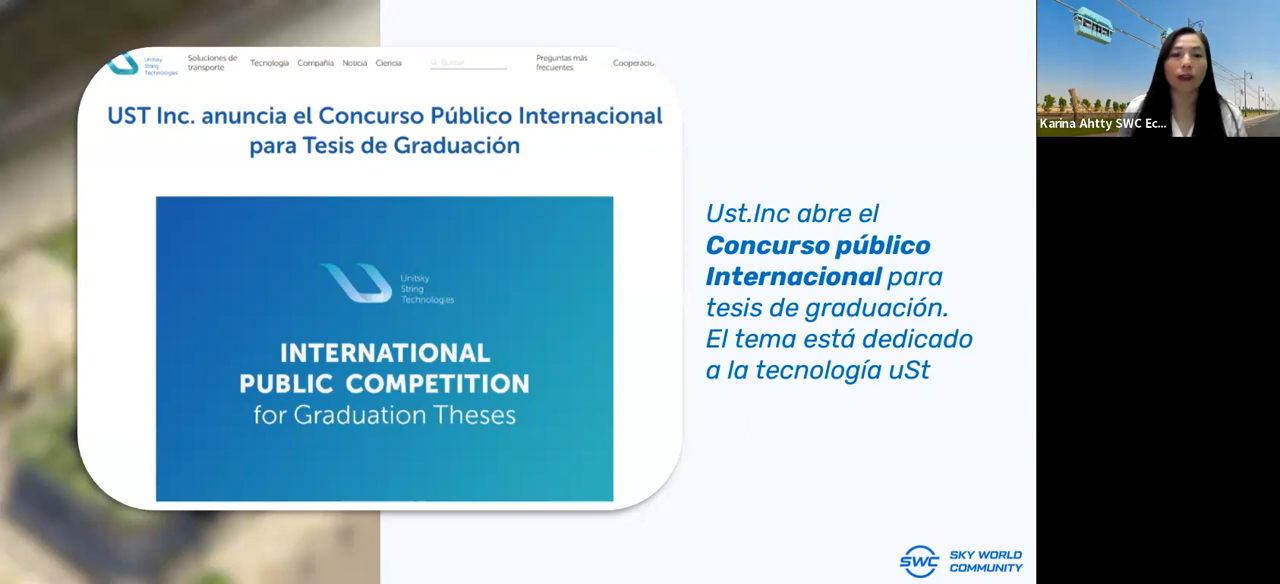 Unitsky
String
Technologies
Soluciones de
transporte
Tecnología
Compañía
Noticia
Ciencia
Buscar
Preguntas más
frecuentes
UST Inc. anuncia el Concurso Público Internacional
para Tesis de Graduación
Unitsky
String
Technologies
INTERNATIONAL
PUBLIC COMPETITION
for Graduation Theses
Ust.Inc abre el
Concurso público
Internacional para
tesis de graduación.
El tema está dedicado
a la tecnología uSt
SWC
SKY WORLD
COMMUNITY
Karina Ahtty SWC Ec...